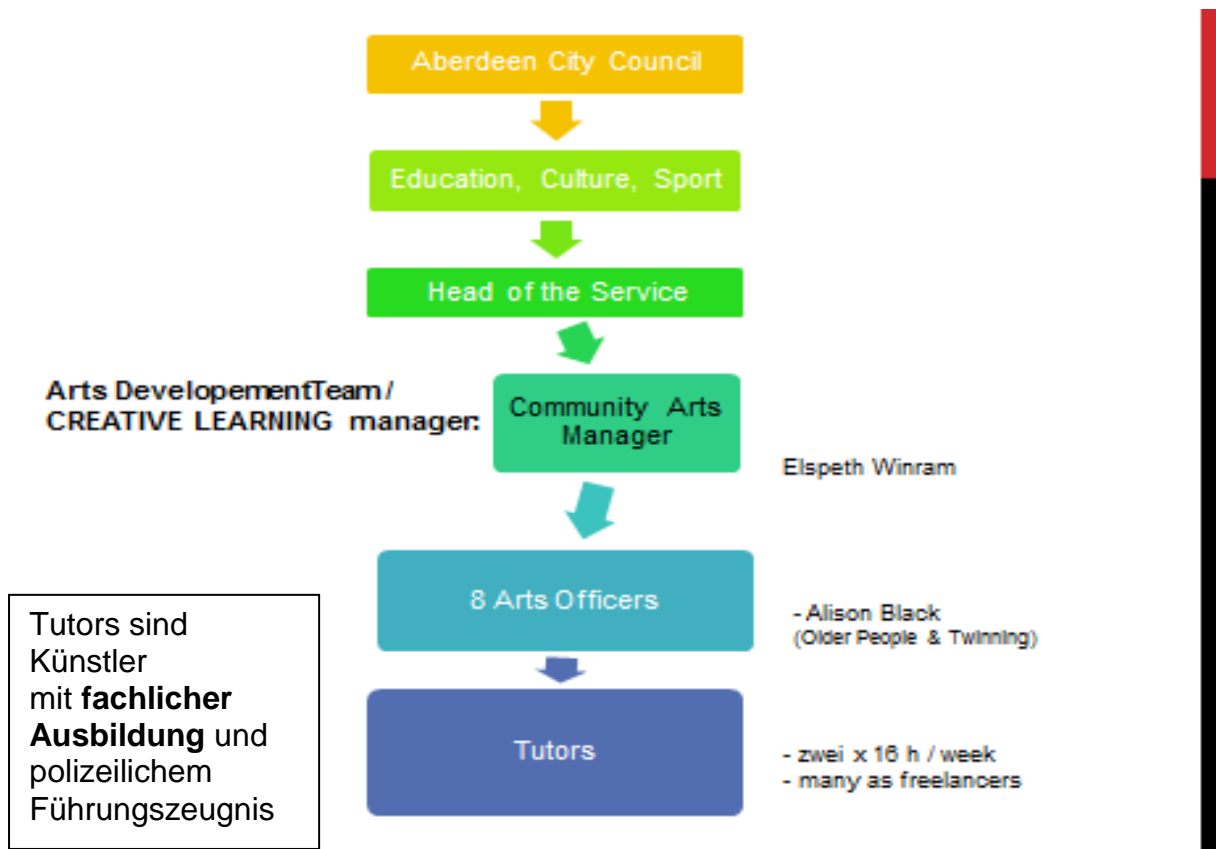 Aberdeen City Council
Education, Culture, Sport
Head of the Service
Arts DevelopementTeam /
CREATIVE LEARNING manager:
Community Arts
Manager
Elspeth Winram
8 Arts Officers
- Alison Black
(Older People & Twinning)
Tutors sind
Künstler
mit fachlicher
Ausbildung und
polizeilichem
Führungszeugnis
Tutors
- zwei x 16 h / week
- many as freelancers